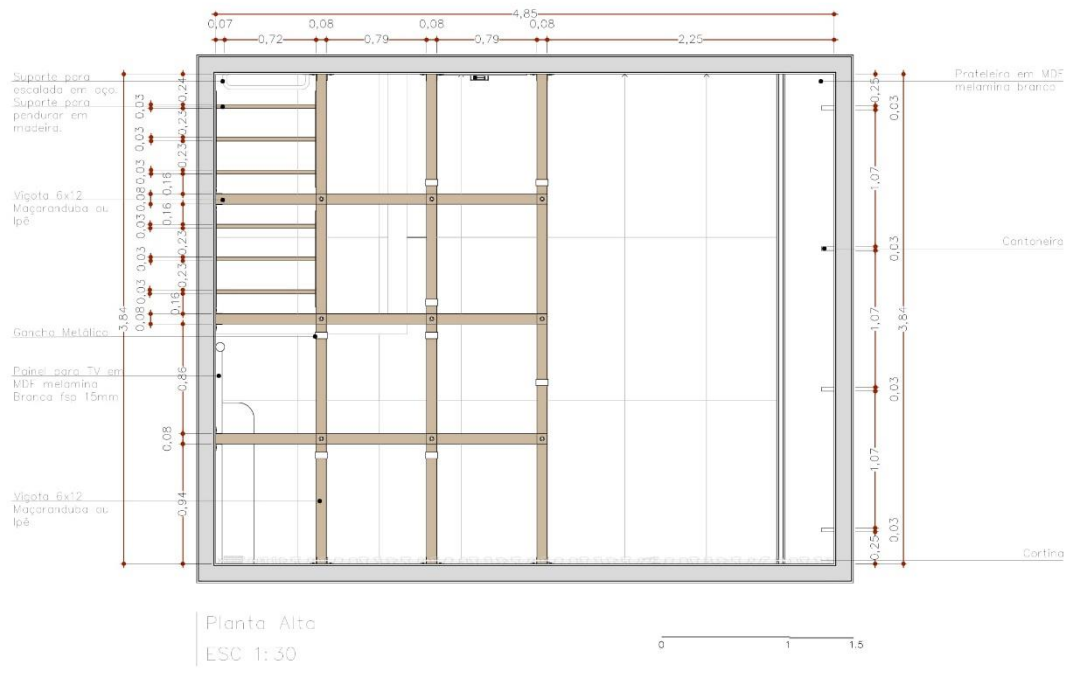 4,85
0,07
0,08
0,08
0,08
0,72
0,79
0,79
2,25
Suporte para
escalada em aço.
Suporte para
pendurar em
madeira.
Vigota 6x12
Maçaranduba ou
Ipê
Gancho Metálico
Painel para TV em
MDF melamina
Branca fsp 15mm
Vigota 6x12
Maçaranduba ou
Ipê
3,84
0,03
0,03
0,03
0,08
0,03
0,03
0,03
0,08
0,24
0,23
0,23
0,16
0,16
0,23
0,23
0,16
0,86
0,08
0,94
0,25
0,03
1,07
0,03
1,07
0,03
1,07
0,03
0,25
3,84
Prateleira em MDF
melamina branco
Cantoneira
Cortina
Planta Alta
ESC 1:30
0
1
1.5